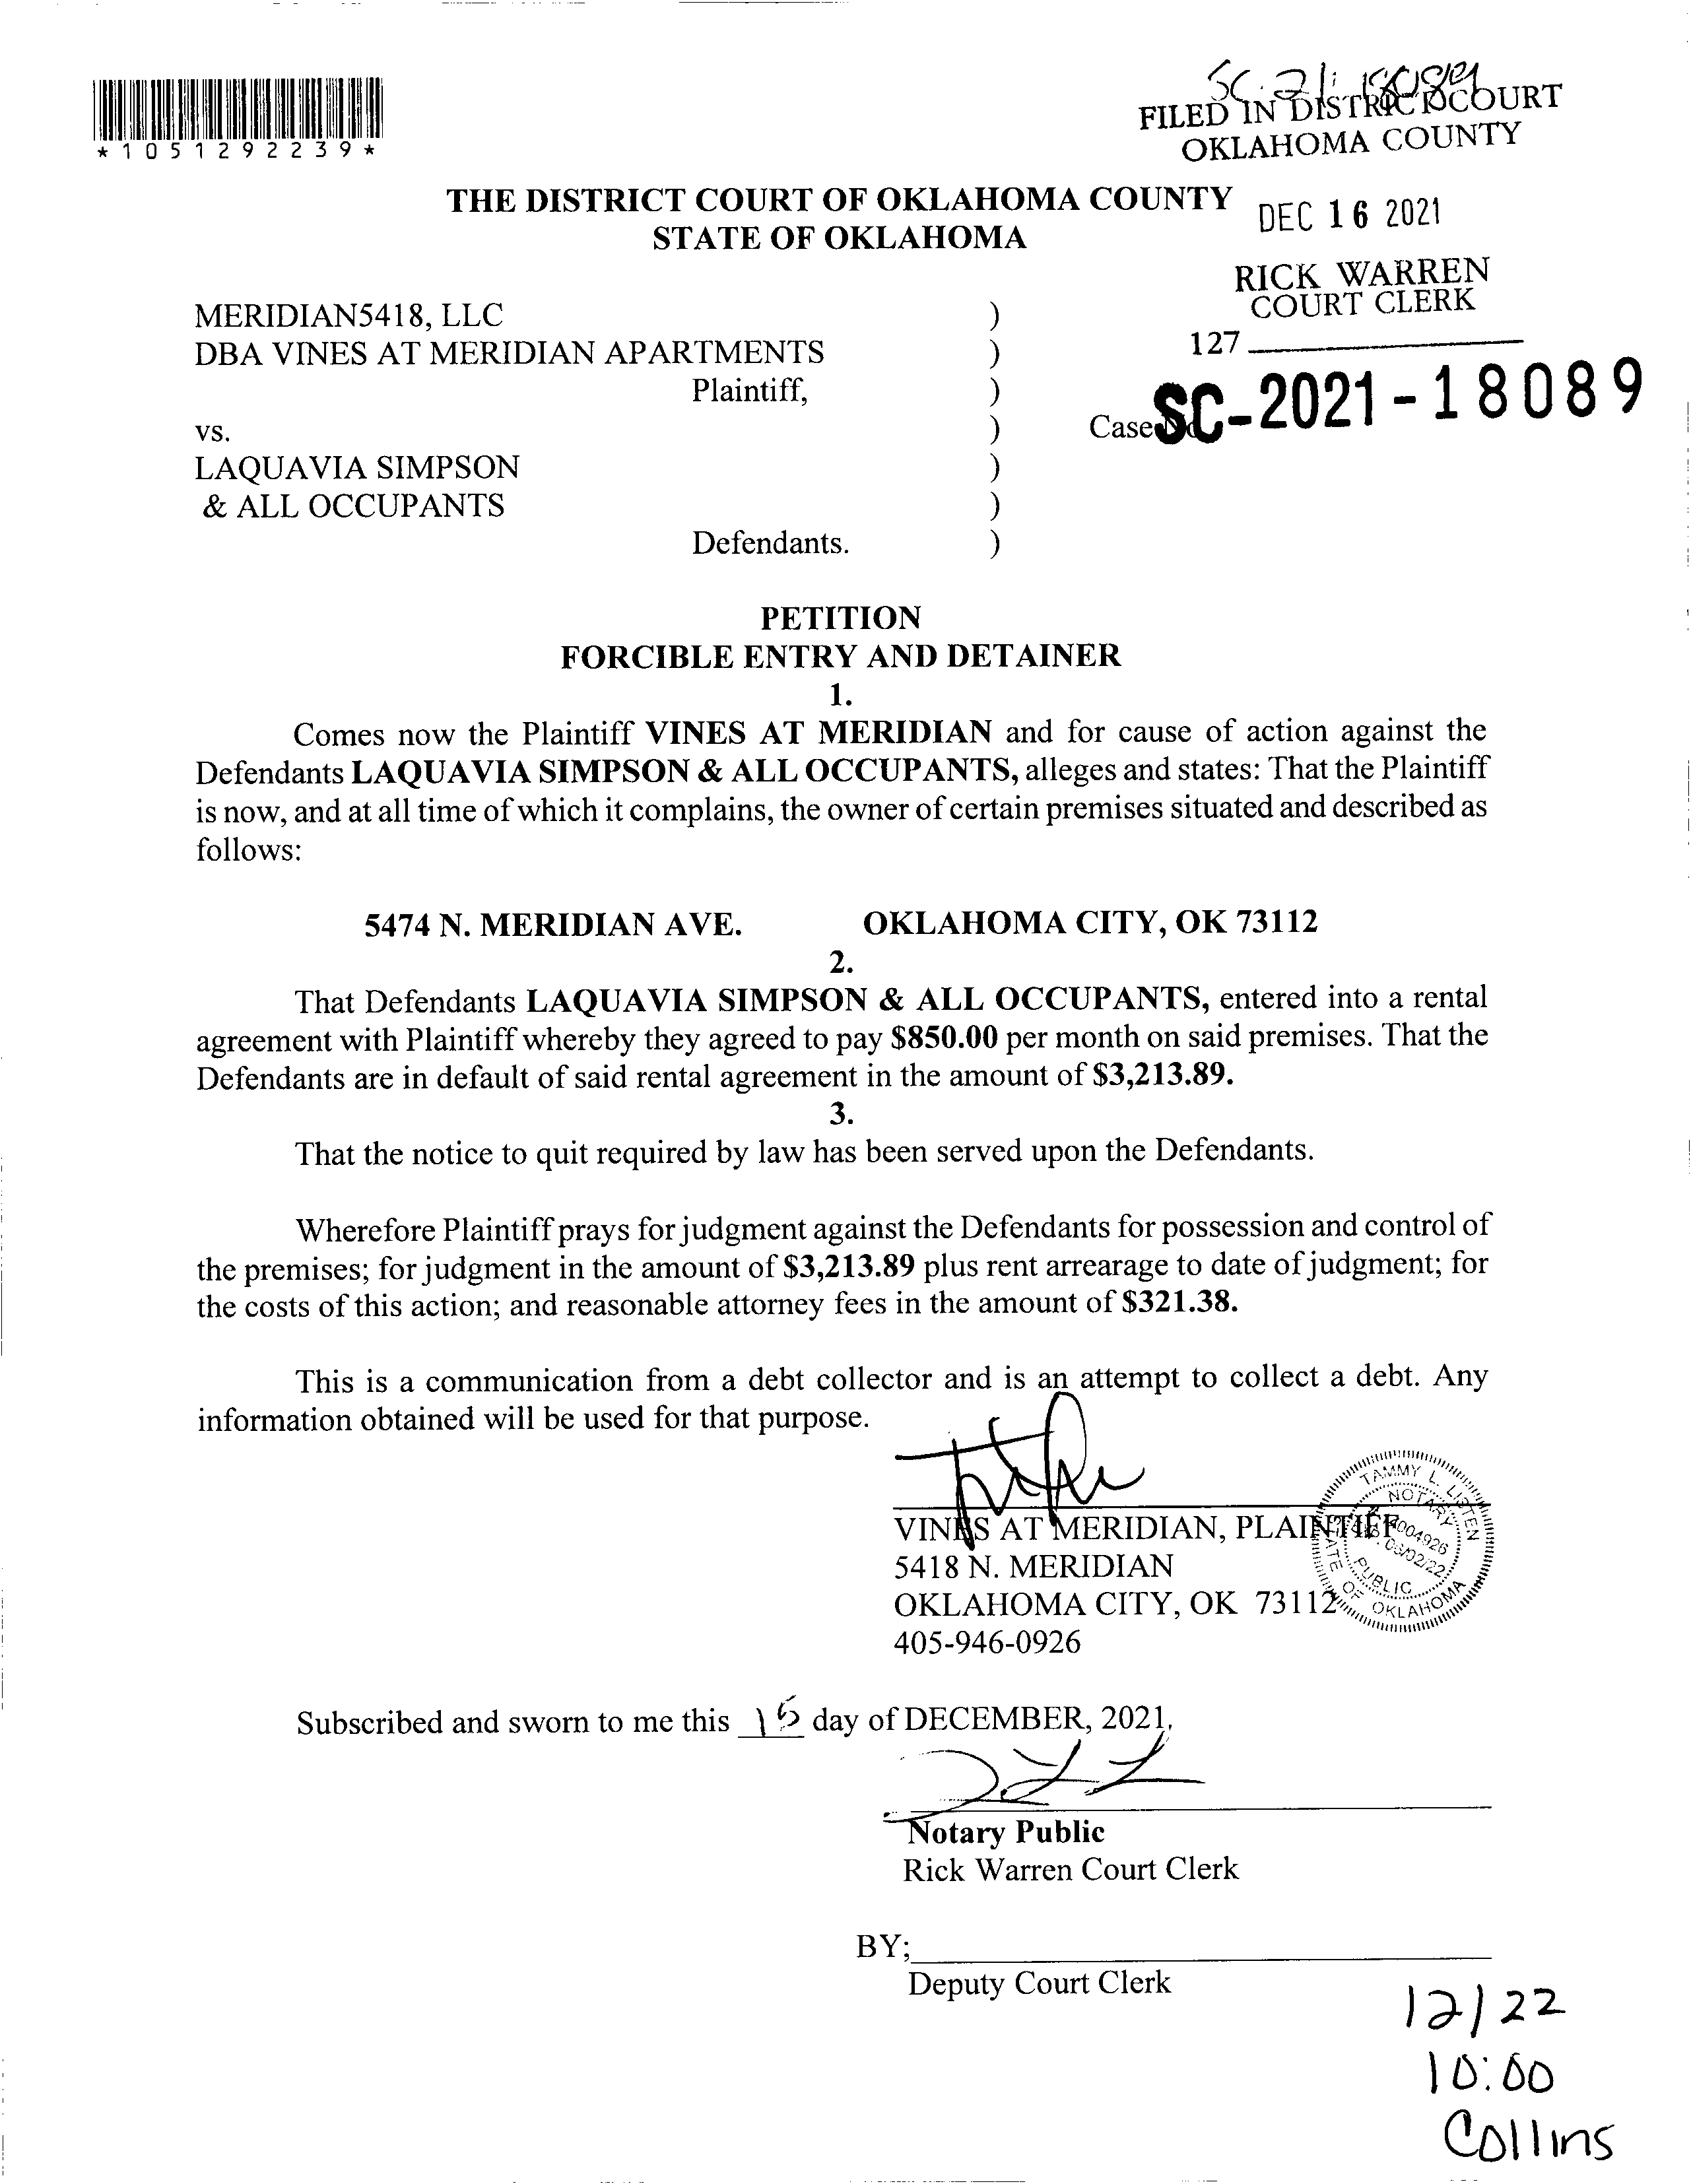 *1051292239*
SC-21-18089
FILED IN DISTRICT COURT
OKLAHOMA COUNTY
DEC 16 2021
RICK WARREN
COURT CLERK
127
THE DISTRICT COURT OF OKLAHOMA COUNTY
STATE OF OKLAHOMA
MERIDIAN5418, LLC )
DBA VINES AT MERIDIAN APARTMENTS )
Plaintiff, )
vs. ) Case No. SC-2021-18089
LAQUAVIA SIMPSON )
& ALL OCCUPANTS )
Defendants. )
PETITION
FORCIBLE ENTRY AND DETAINER
1.
Comes now the Plaintiff VINES AT MERIDIAN and for cause of action against the
Defendants LAQUAVIA SIMPSON & ALL OCCUPANTS, alleges and states: That the Plaintiff
is now, and at all time of which it complains, the owner of certain premises situated and described as
follows:
5474 N. MERIDIAN AVE. OKLAHOMA CITY, OK 73112
2.
That Defendants LAQUAVIA SIMPSON & ALL OCCUPANTS, entered into a rental
agreement with Plaintiff whereby they agreed to pay $850.00 per month on said premises. That the
Defendants are in default of said rental agreement in the amount of $3,213.89.
3.
That the notice to quit required by law has been served upon the Defendants.
Wherefore Plaintiff prays for judgment against the Defendants for possession and control of
the premises; for judgment in the amount of $3,213.89 plus rent arrearage to date of judgment; for
the costs of this action; and reasonable attorney fees in the amount of $321.38.
This is a communication from a debt collector and is an attempt to collect a debt. Any
information obtained will be used for that purpose.
VINES AT MERIDIAN, PLAINTIFF
5418 N. MERIDIAN
OKLAHOMA CITY, OK 73112
405-946-0926
TAMMY L. LISTEN
NOTARY
PUBLIC
STATE OF OKLAHOMA
Subscribed and sworn to me this 15 day of DECEMBER, 2021,
Notary Public
Rick Warren Court Clerk
BY;
Deputy Court Clerk
12/22
10:00
Collins